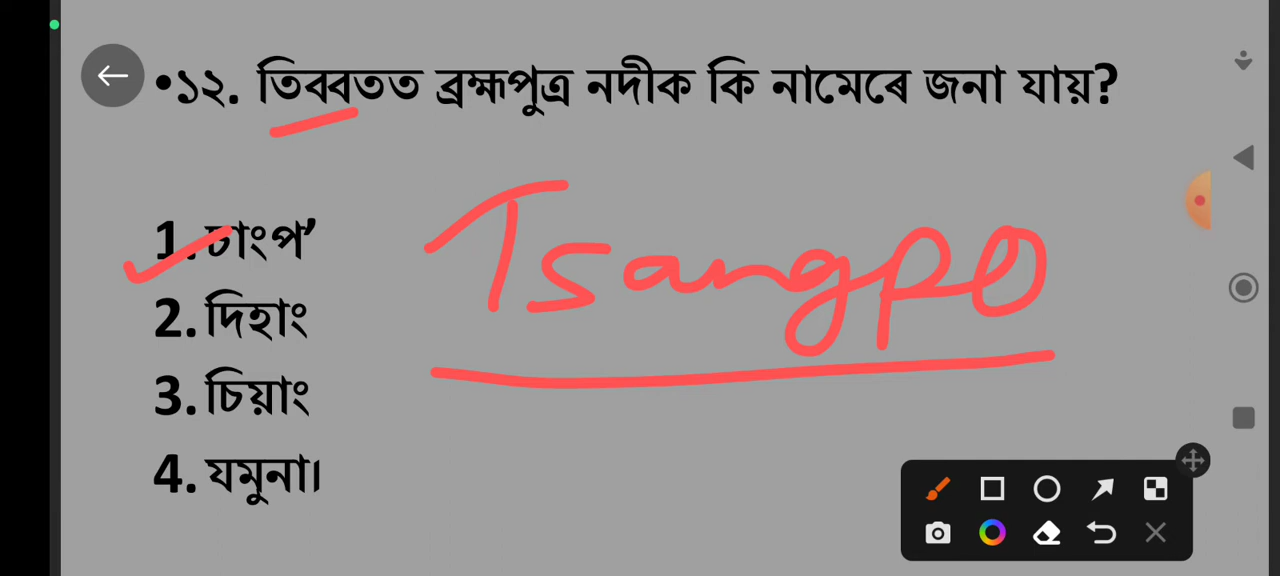 •১২. তিব্বতত ব্ৰহ্মপুত্ৰ নদীক কি নামেৰে জনা যায়?
1. চাংপ’
Tsangpo
2. দিহাং
3. চিয়াং
4. যমুনা।